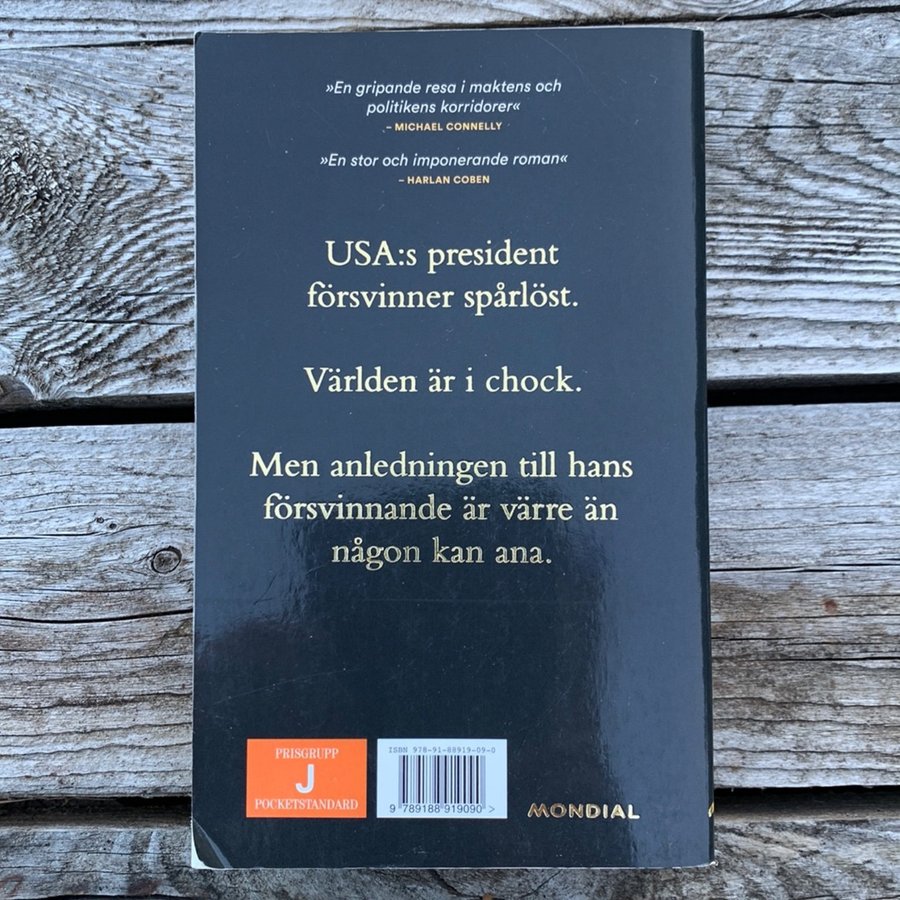 »En gripande resa i maktens och
politikens korridorer«
– MICHAEL CONNELLY
»En stor och imponerande roman«
– HARLAN COBEN
USA:s president
försvinner spårlöst.
Världen är i chock.
Men anledningen till hans
försvinnande är värre än
någon kan ana.
PRISGRUPP
J
POCKETSTANDARD
ISBN 978-91-88919-09-0
9 789188 919090 >
MONDIAL